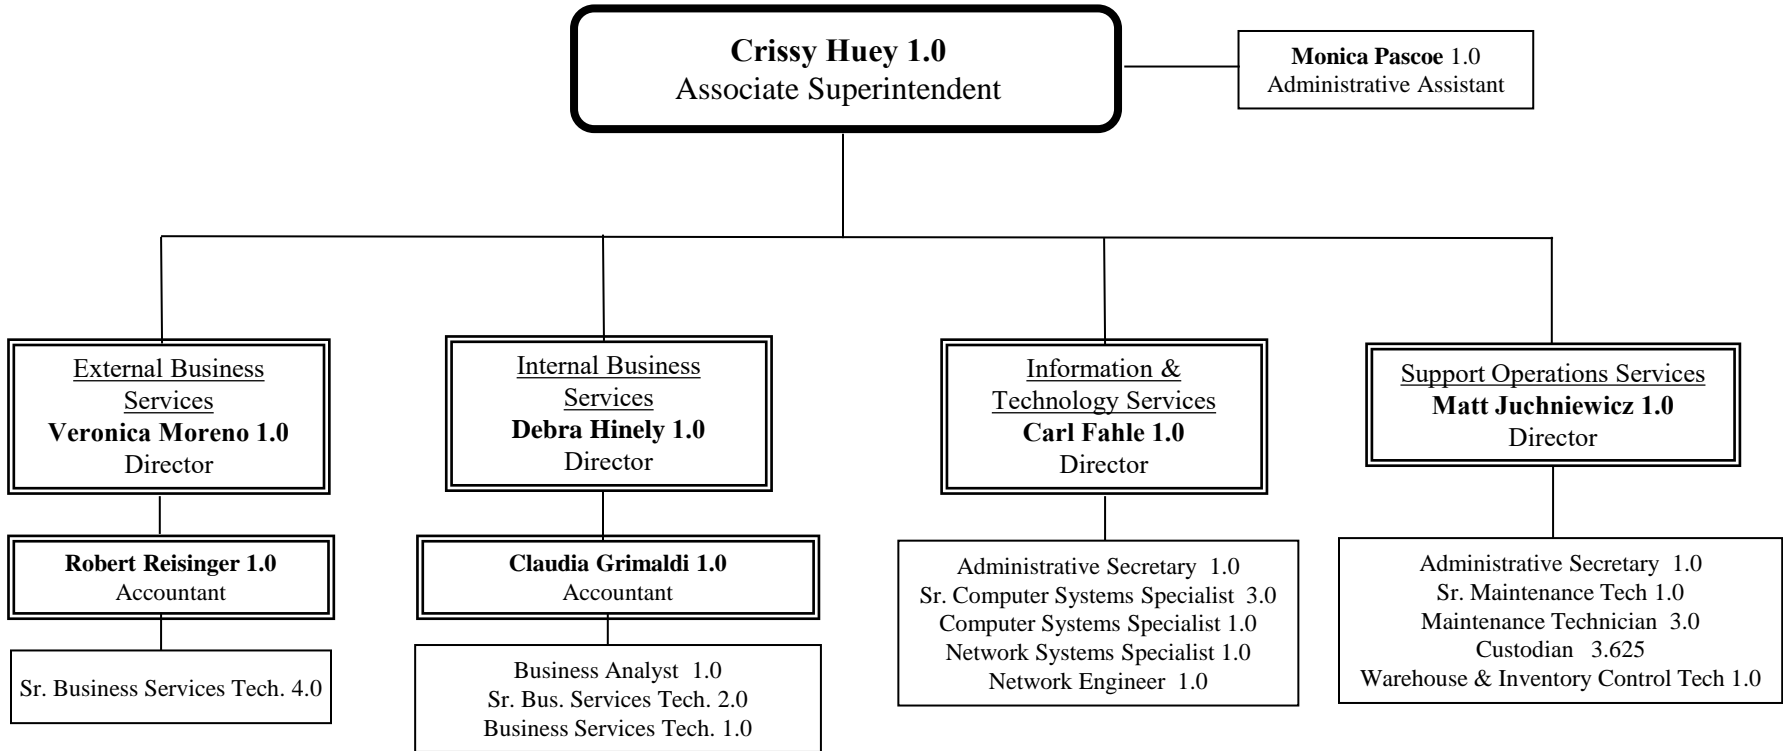 Crissy Huey 1.0
Associate Superintendent
Monica Pascoe 1.0
Administrative Assistant
External Business
Services
Veronica Moreno 1.0
Director
Internal Business
Services
Debra Hinely 1.0
Director
Information &
Technology Services
Carl Fahle 1.0
Director
Support Operations Services
Matt Juchniewicz 1.0
Director
Robert Reisinger 1.0
Accountant
Claudia Grimaldi 1.0
Accountant
Administrative Secretary 1.0
Sr. Computer Systems Specialist 3.0
Computer Systems Specialist 1.0
Network Systems Specialist 1.0
Network Engineer 1.0
Administrative Secretary 1.0
Sr. Maintenance Tech 1.0
Maintenance Technician 3.0
Custodian 3.625
Warehouse & Inventory Control Tech 1.0
Sr. Business Services Tech. 4.0
Business Analyst 1.0
Sr. Bus. Services Tech. 2.0
Business Services Tech. 1.0